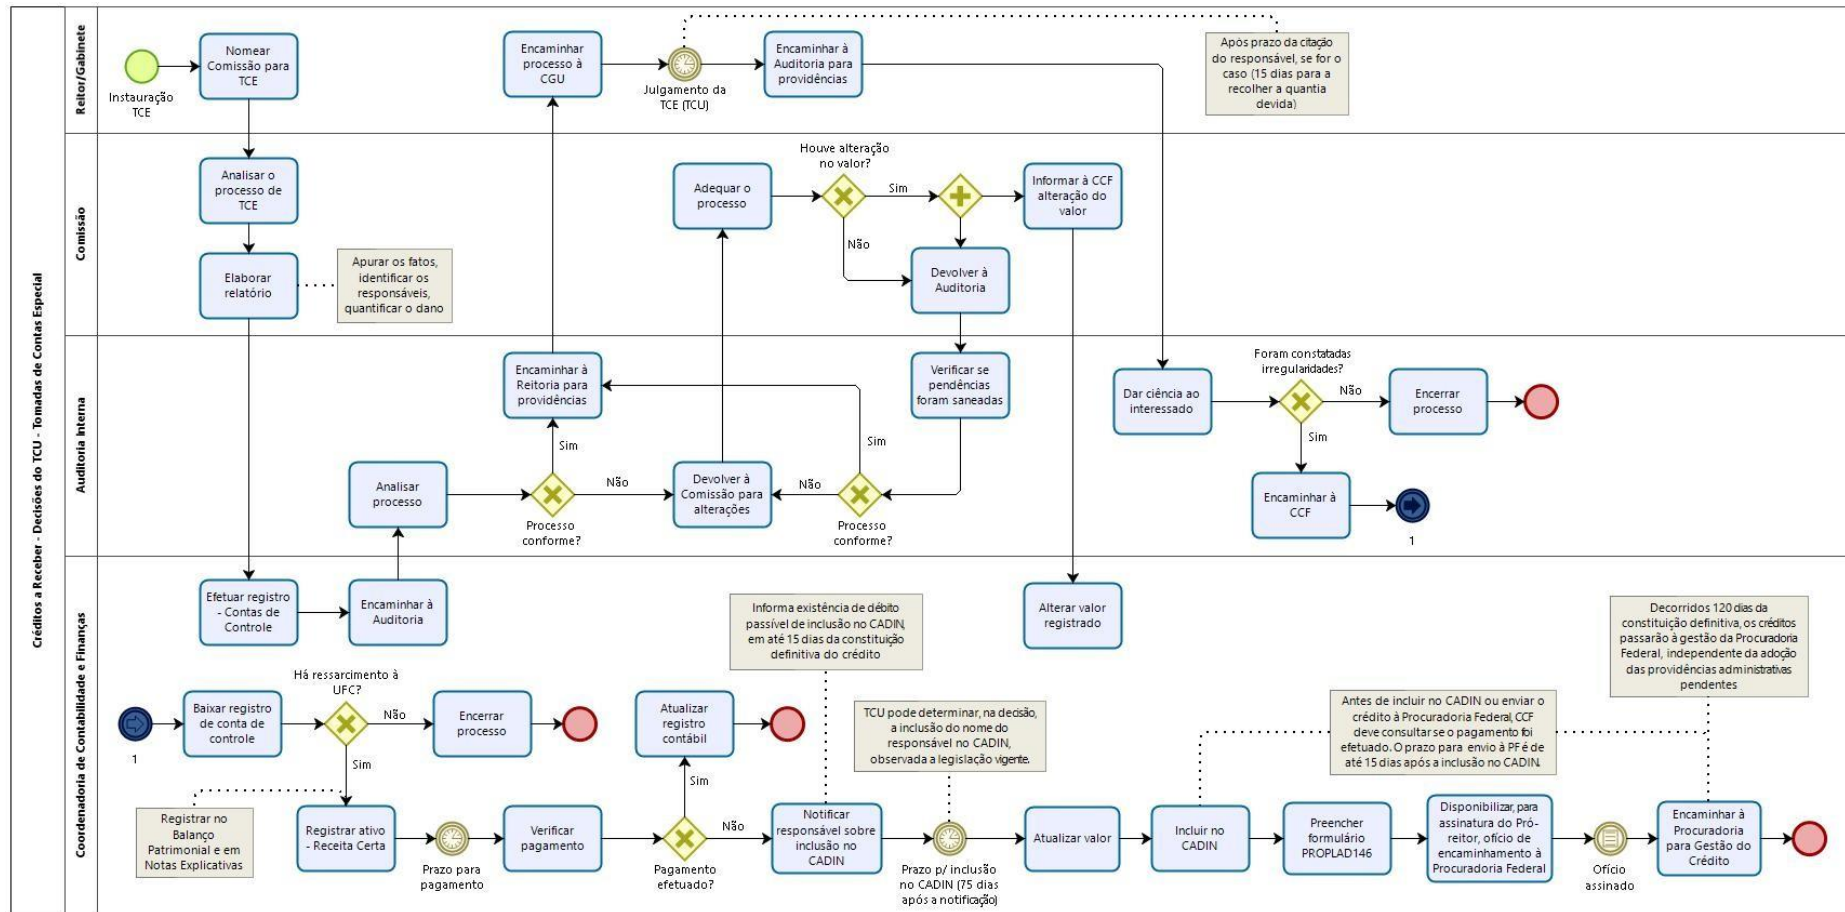 Créditos a Receber - Decisões do TCU - Tomadas de Contas Especial
Reitor/Gabinete
Instauração
TCE
Nomear
Comissão para
TCE
Encaminhar
processo à
CGU
Julgamento da
TCE (TCU)
Encaminhar à
Auditoria para
providências
Após prazo da citação
do responsável, se for o
caso (15 dias para a
recolher a quantia
devida)
Comissão
Analisar o
processo de
TCE
Elaborar
relatório
Apurar os fatos,
identificar os
responsáveis,
quantificar o dano
Adequar o
processo
Houve alteração
no valor?
Sim
Não
Informar à CCF
alteração do
valor
Devolver à
Auditoria
Auditoria Interna
Encaminhar à
Reitoria para
providências
Sim
Analisar
processo
Processo
conforme?
Não
Devolver à
Comissão para
alterações
Não
Sim
Processo
conforme?
Verificar se
pendências
foram saneadas
Dar ciência ao
interessado
Foram constatadas
irregularidades?
Não
Encerrar
processo
Sim
Encaminhar à
CCF
1
Coordenadoria de Contabilidade e Finanças
Efetuar registro
- Contas de
Controle
Encaminhar à
Auditoria
Alterar valor
registrado
1
Baixar registro
de conta de
controle
Há ressarcimento à
UFC?
Não
Encerrar
processo
Sim
Registrar no
Balanço
Patrimonial e em
Notas Explicativas
Registrar ativo
- Receita Certa
Prazo para
pagamento
Verificar
pagamento
Pagamento
efetuado?
Sim
Atualizar
registro
contábil
Não
Informa existência de débito
passível de inclusão no CADIN,
em até 15 dias da constituição
definitiva do crédito
Notificar
responsável sobre
inclusão no
CADIN
TCU pode determinar, na decisão,
a inclusão do nome do
responsável no CADIN,
observada a legislação vigente.
Prazo p/ inclusão
no CADIN (75 dias
após a notificação)
Atualizar valor
Incluir no
CADIN
Antes de incluir no CADIN ou enviar o
crédito à Procuradoria Federal, CCF
deve consultar se o pagamento foi
efetuado. O prazo para envio à PF é de
até 15 dias após a inclusão no CADIN.
Preencher
formulário
PROPLAD146
Disponibilizar, para
assinatura do Pró-
reitor, ofício de
encaminhamento à
Procuradoria Federal
Ofício
assinado
Decorridos 120 dias da
constituição definitiva, os créditos
passarão à gestão da Procuradoria
Federal, independente da adoção
das providências administrativas
pendentes
Encaminhar à
Procuradoria
para Gestão do
Crédito